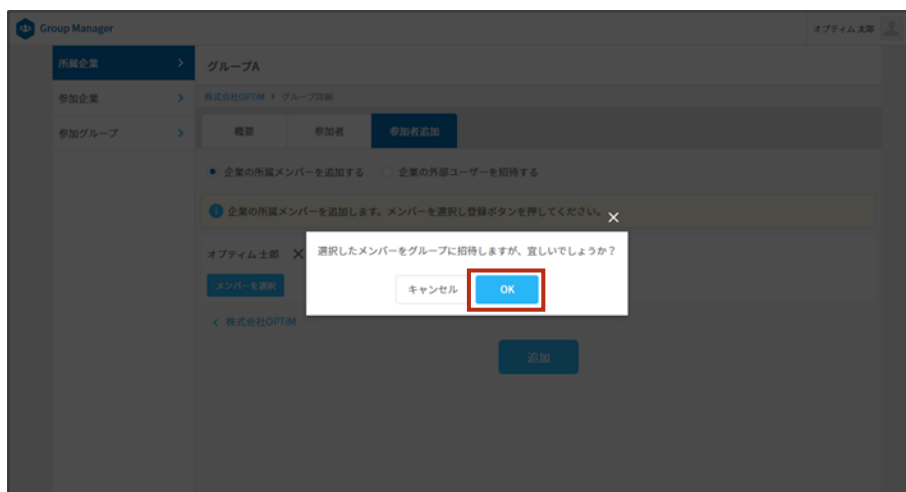 Group Manager
オプティム 太郎
所属企業
参加企業
参加グループ
グループA
株式会社OPTiM > グループ詳細
概要
参加者
参加者追加
企業の所属メンバーを追加する
企業の外部ユーザーを招待する
企業の所属メンバーを追加します。メンバーを選択し登録ボタンを押してください。
オプティム 士郎
メンバーを選択
選択したメンバーをグループに招待しますが、宜しいでしょうか？
キャンセル
OK
株式会社OPTiM
追加